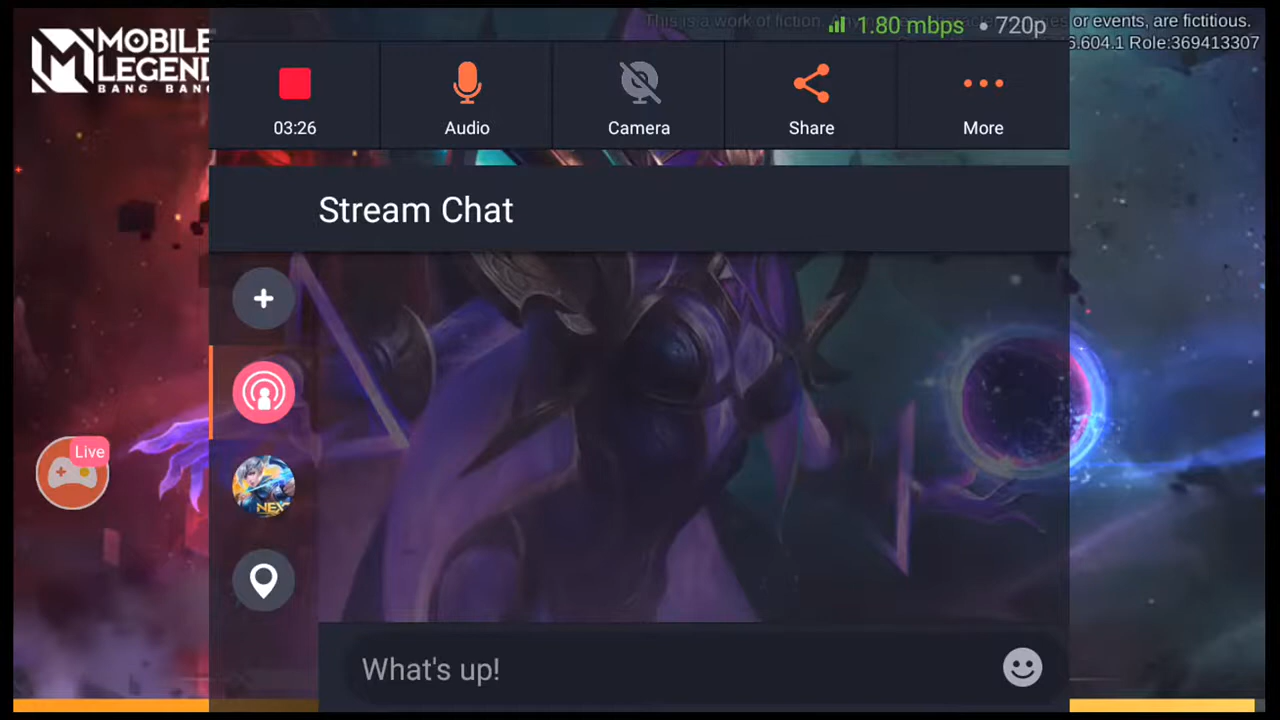 This is a work of fiction.
or events, are fictitious.
1.80 mbps • 720p
6.604.1 Role:369413307
MOBILE
LEGEND
BANG BANG
03:26
Audio
Camera
Share
More
Stream Chat
Live
NEX
What's up!